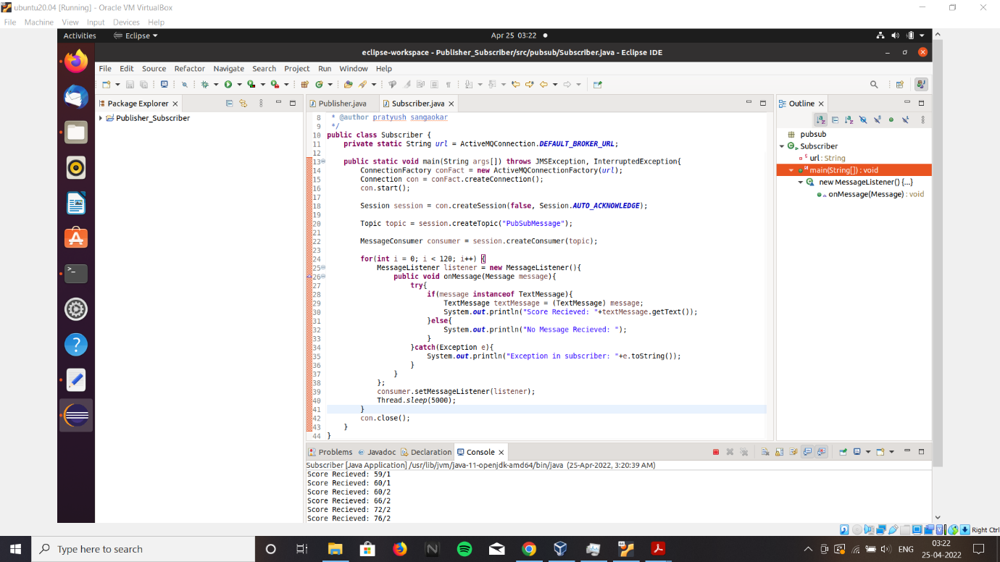 ubuntu20.04 [Running] - Oracle VM VirtualBox
File Machine View Input Devices Help
Activities Eclipse Apr 25 03:22
eclipse-workspace - Publisher_Subscriber/src/pubsub/Subscriber.java - Eclipse IDE
File Edit Source Refactor Navigate Search Project Run Window Help
Package Explorer
Publisher_Subscriber
Publisher.java Subscriber.java
8 * @author pratyush sangaokar
9 */
10 public class Subscriber {
11 private static String url = ActiveMQConnection.DEFAULT_BROKER_URL;
12
13 public static void main(String args[]) throws JMSException, InterruptedException{
14 ConnectionFactory conFact = new ActiveMQConnectionFactory(url);
15 Connection con = conFact.createConnection();
16 con.start();
17
18 Session session = con.createSession(false, Session.AUTO_ACKNOWLEDGE);
19
20 Topic topic = session.createTopic("PubSubMessage");
21
22 MessageConsumer consumer = session.createConsumer(topic);
23
24 for(int i = 0; i < 120; i++) {
25 MessageListener listener = new MessageListener(){
26 public void onMessage(Message message){
27 try{
28 if(message instanceof TextMessage){
29 TextMessage textMessage = (TextMessage) message;
30 System.out.println("Score Recieved: "+textMessage.getText());
31 }else{
32 System.out.println("No Message Recieved: ");
33 }
34 }catch(Exception e){
35 System.out.println("Exception in subscriber: "+e.toString());
36 }
37 }
38 };
39 consumer.setMessageListener(listener);
40 Thread.sleep(5000);
41 }
42 con.close();
43 }
44 }
Outline
pubsub
Subscriber
url : String
main(String[]) : void
new MessageListener() {...}
onMessage(Message) : void
Problems Javadoc Declaration Console
Subscriber [Java Application] /usr/lib/jvm/java-11-openjdk-amd64/bin/java (25-Apr-2022, 3:20:39 AM)
Score Recieved: 59/1
Score Recieved: 60/1
Score Recieved: 60/2
Score Recieved: 66/2
Score Recieved: 72/2
Score Recieved: 76/2
Right Ctrl
Type here to search
ENG
03:22
25-04-2022